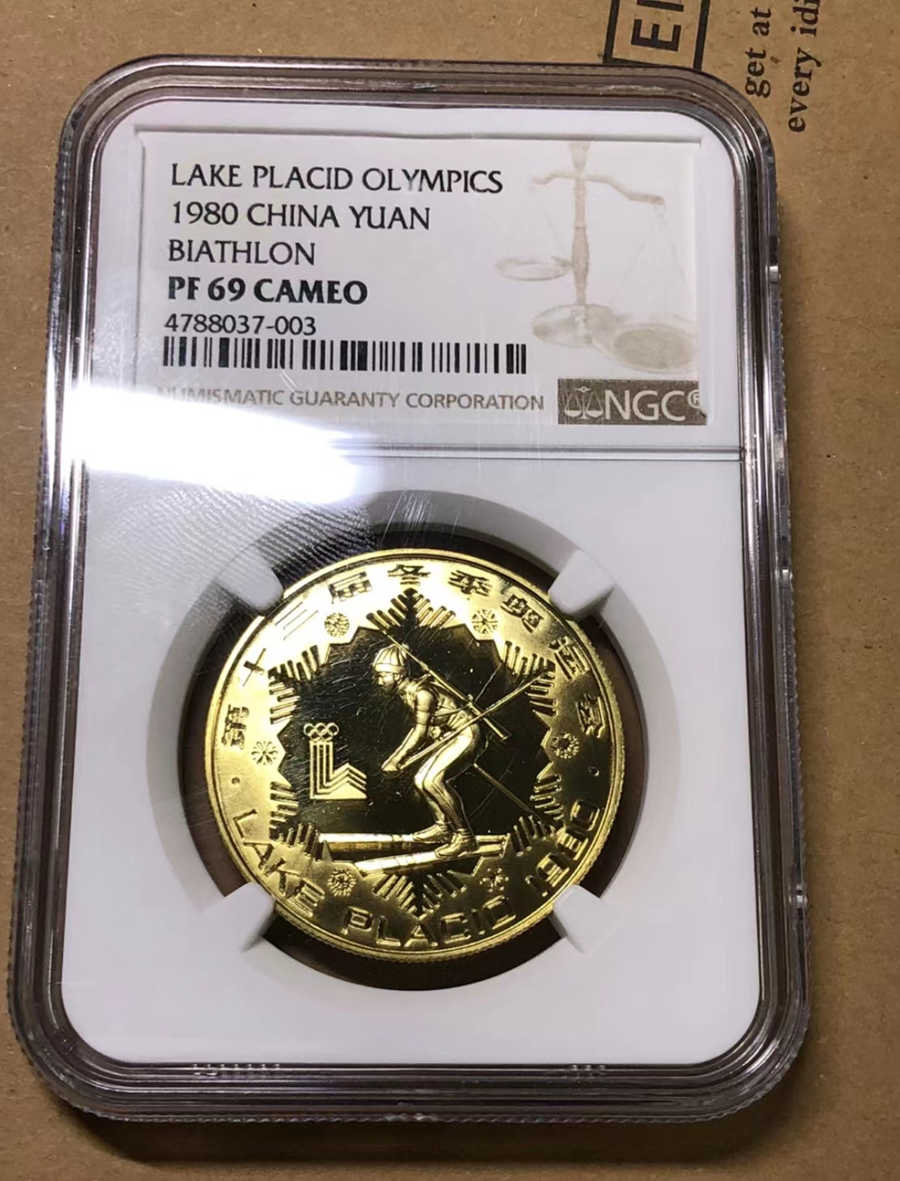 EI
get at
every idi
LAKE PLACID OLYMPICS
1980 CHINA YUAN
BIATHLON
PF 69 CAMEO
4788037-003
NUMISMATIC GUARANTY CORPORATION
NGC®
第十三届冬季奥运会
LAKE PLACID 1980